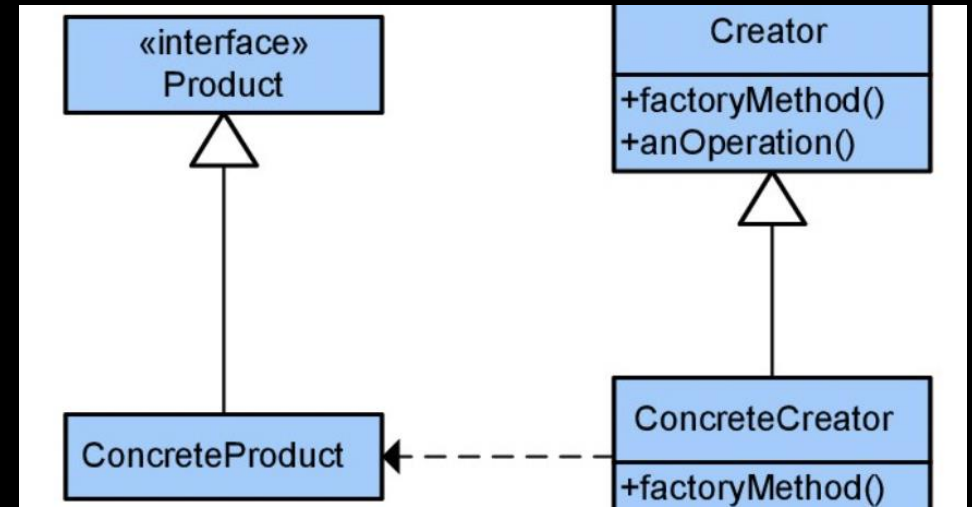 «interface»
Product
Creator
+factoryMethod()
+anOperation()
ConcreteProduct
ConcreteCreator
+factoryMethod()